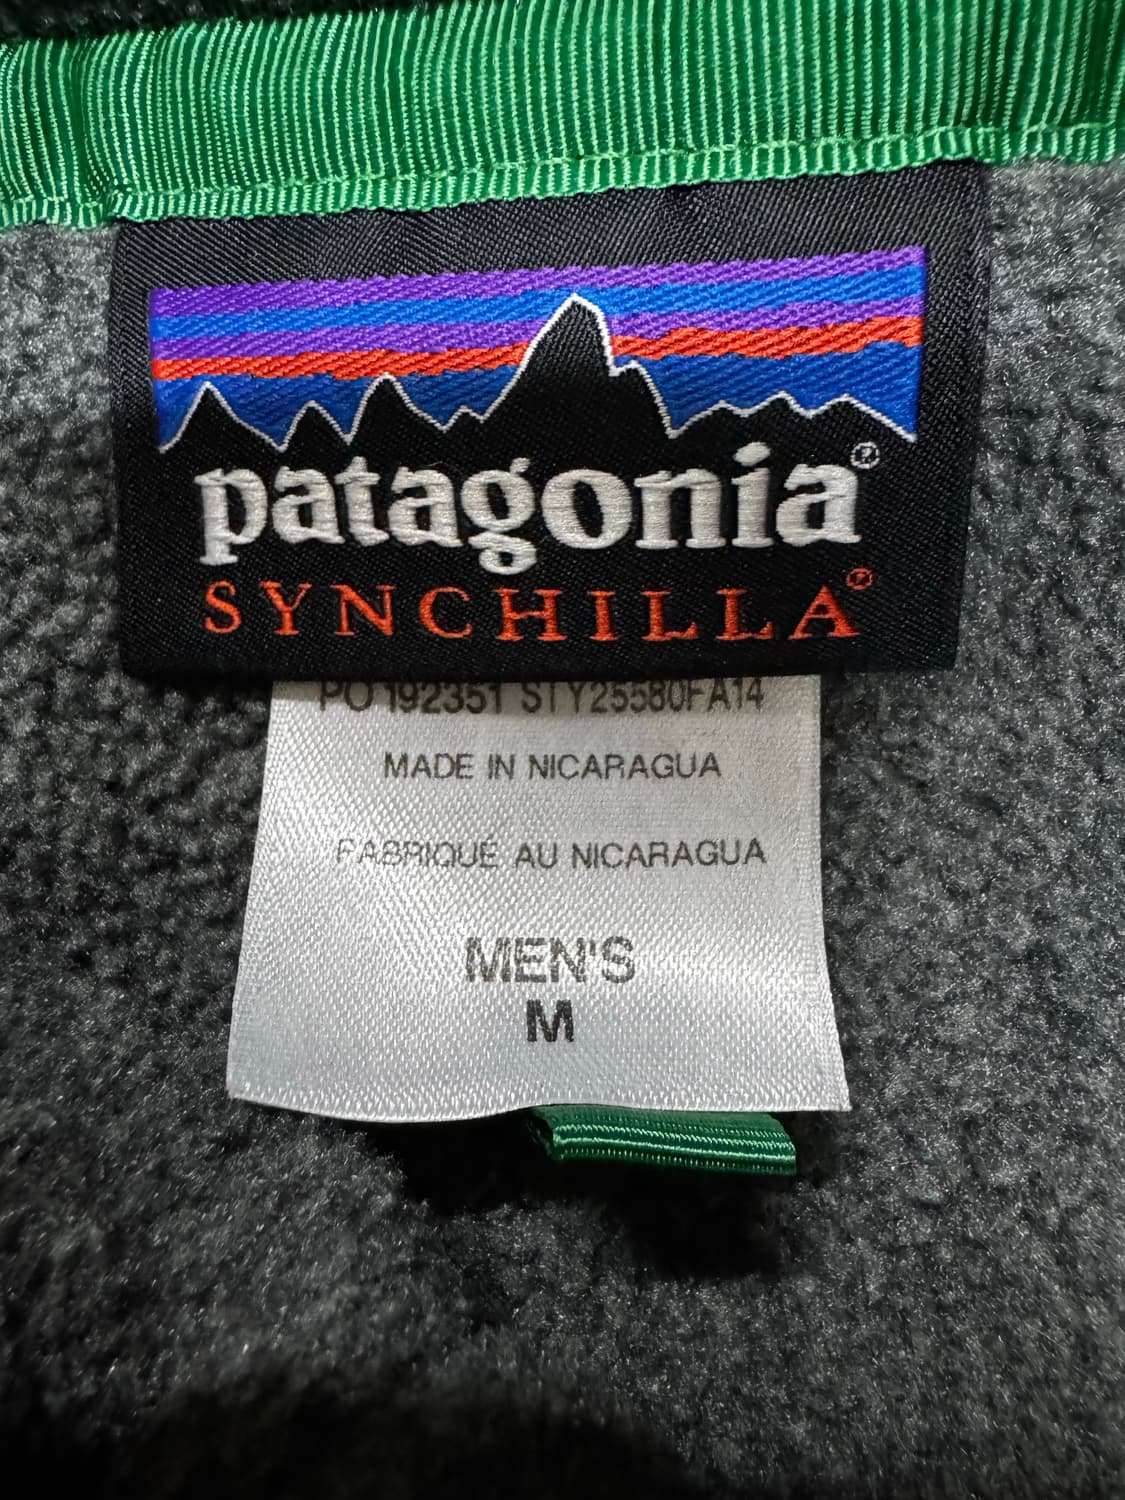 patagonia®
SYNCHILLA®
PO 192351 STY25580FA14
MADE IN NICARAGUA
FABRIQUÉ AU NICARAGUA
MEN'S
M